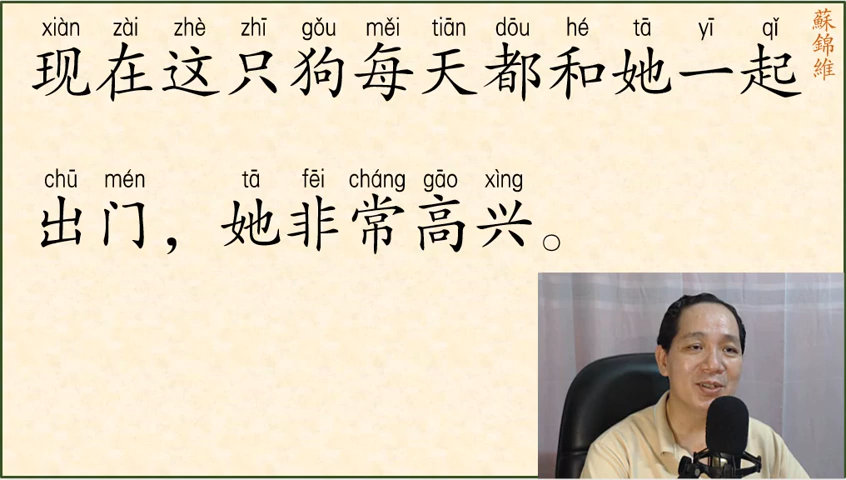 xiàn zài zhè zhī gǒu měi tiān dōu hé tā yī qǐ
现在这只狗每天都和她一起
chū mén tā fēi cháng gāo xìng
出门，她非常高兴。
蘇錦維